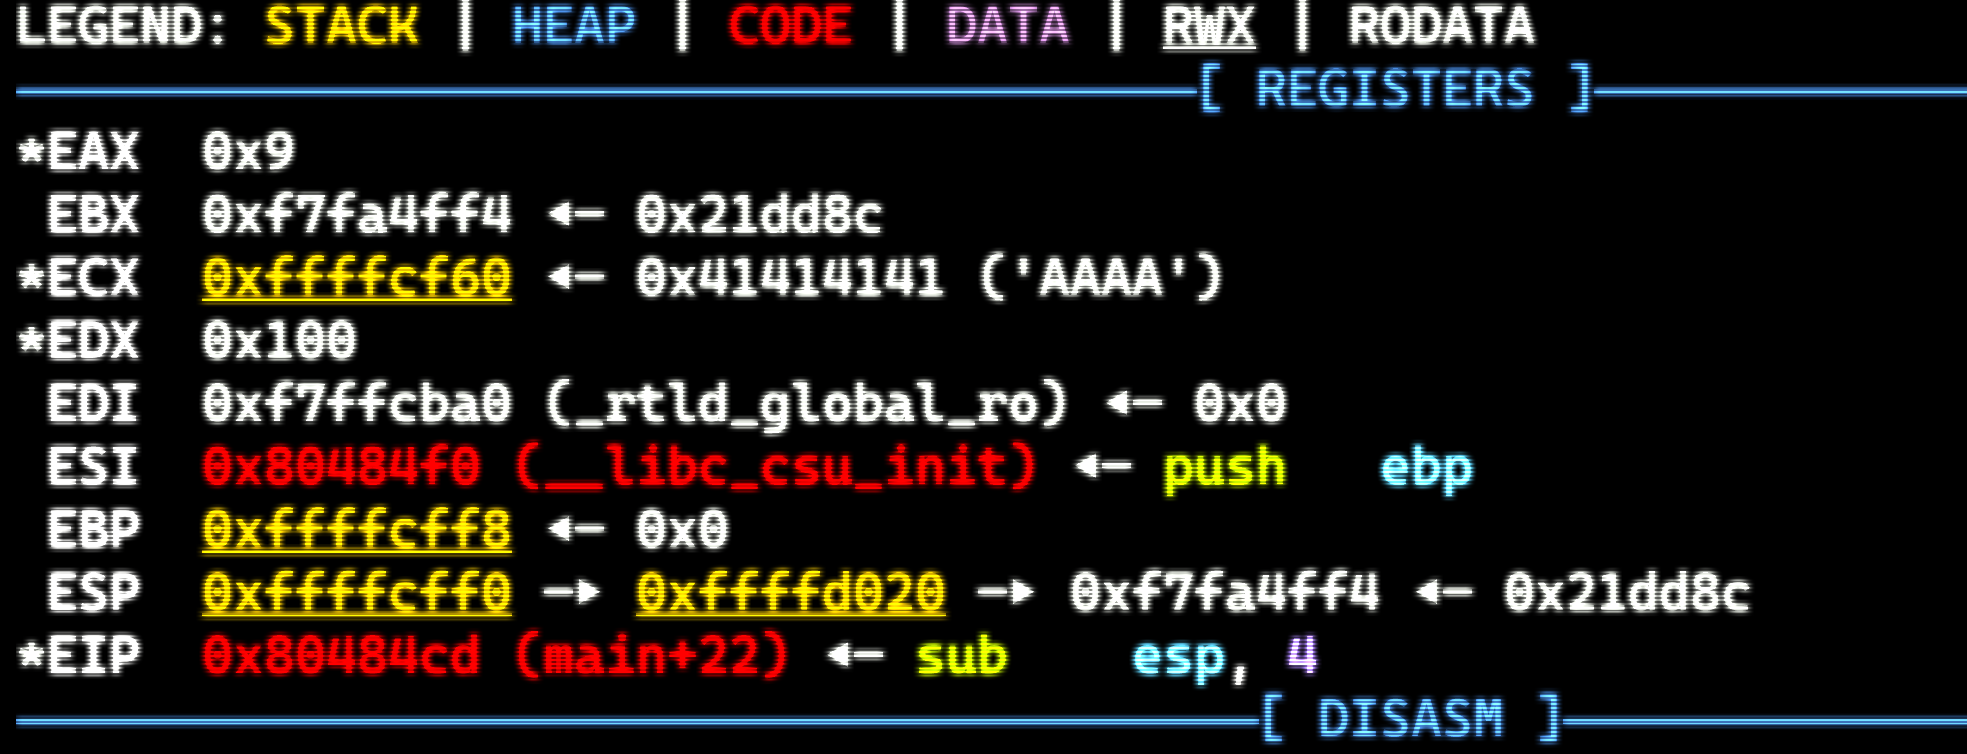 LEGEND: STACK | HEAP | CODE | DATA | RWX | RODATA
[ REGISTERS ]
*EAX  0x9
 EBX  0xf7fa4ff4 ◂— 0x21dd8c
*ECX  0xffffcf60 ◂— 0x41414141 ('AAAA')
*EDX  0x100
 EDI  0xf7ffcba0 (_rtld_global_ro) ◂— 0x0
 ESI  0x80484f0 (__libc_csu_init) ◂— push   ebp
 EBP  0xffffcff8 ◂— 0x0
 ESP  0xffffcff0 —▸ 0xffffd020 —▸ 0xf7fa4ff4 ◂— 0x21dd8c
*EIP  0x80484cd (main+22) ◂— sub    esp, 4
[ DISASM ]